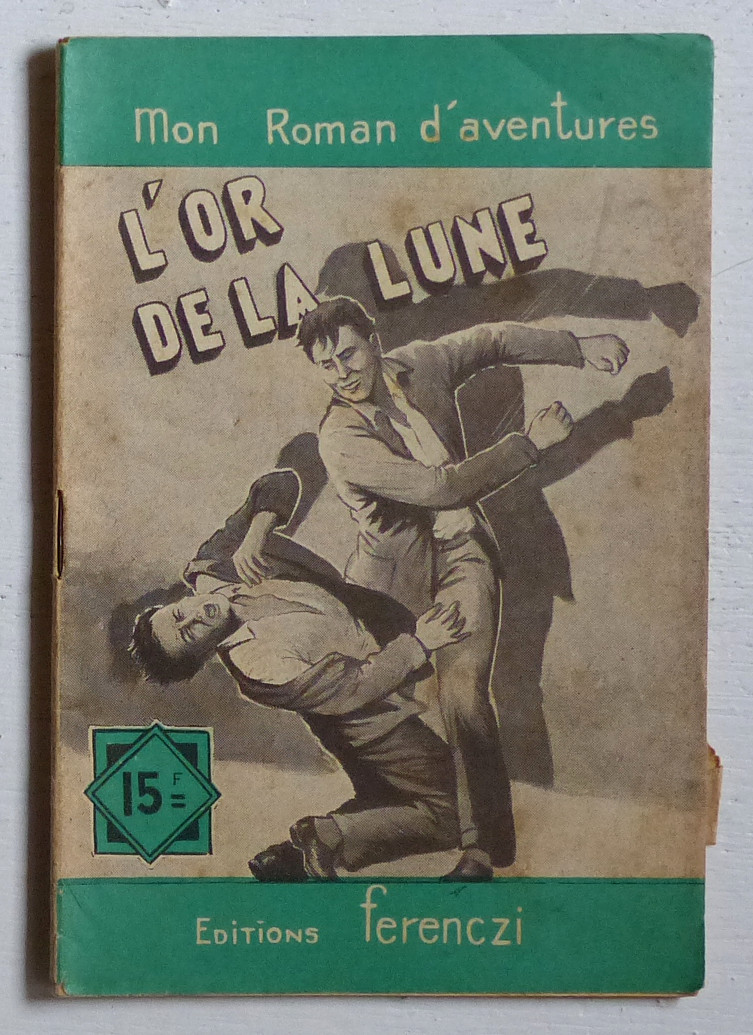 Mon Roman d'aventures
L'OR
DE LA LUNE
15 F
=
Editions Ferenczi